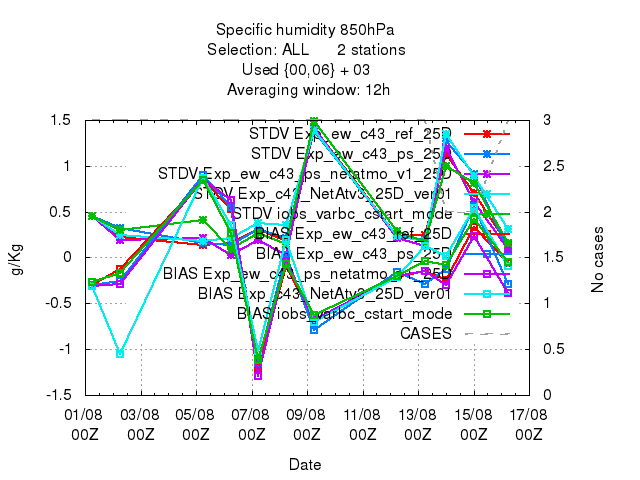 Specific humidity 850hPa
Selection: ALL 2 stations
Used {00,06} + 03
Averaging window: 12h
1.5
1
0.5
0
-0.5
-1
-1.5
g/Kg
3
2.5
2
1.5
1
0.5
0
No cases
STDV Exp_ew_c43_ref_25D
STDV Exp_ew_c43_ps_25D
STDV Exp_ew_c43_ps_netatmo_v1_25D
STDV Exp_c43_NetAtv3_25D_ver01
STDV iobs_varbc_cstart_mode
BIAS Exp_ew_c43_ref_25D
BIAS Exp_ew_c43_ps_25D
BIAS Exp_ew_c43_ps_netatmo_v1_25D
BIAS Exp_c43_NetAtv3_25D_ver01
BIAS iobs_varbc_cstart_mode
CASES
01/08 03/08 05/08 07/08 09/08 11/08 13/08 15/08 17/08
00Z 00Z 00Z 00Z 00Z 00Z 00Z 00Z 00Z
Date